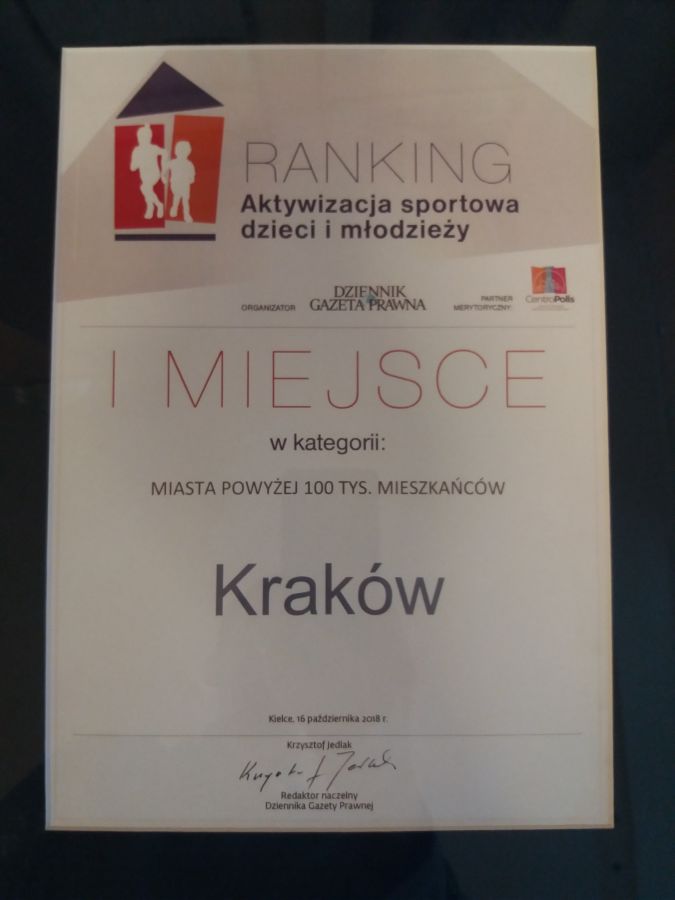 RANKING
Aktywizacja sportowa
dzieci i młodzieży
ORGANIZATOR
DZIENNIK
GAZETA PRAWNA
PARTNER
MERYTORYCZNY:
CentroPolis
I MIEJSCE
w kategorii:
MIASTA POWYŻEJ 100 TYS. MIESZKAŃCÓW
Kraków
Kielce, 16 października 2018 r.
Krzysztof Jedlak
Redaktor naczelny
Dziennika Gazety Prawnej